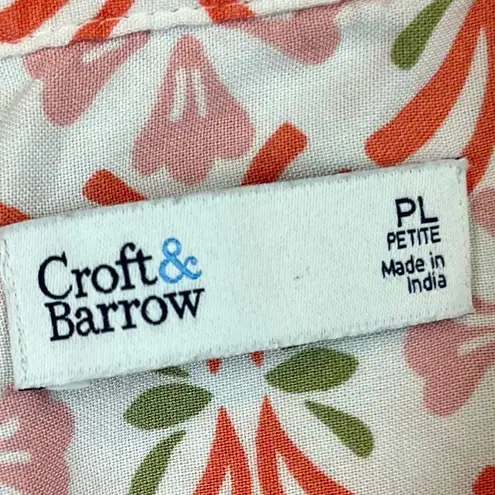 Croft&
Barrow
PL
PETITE
Made in
India